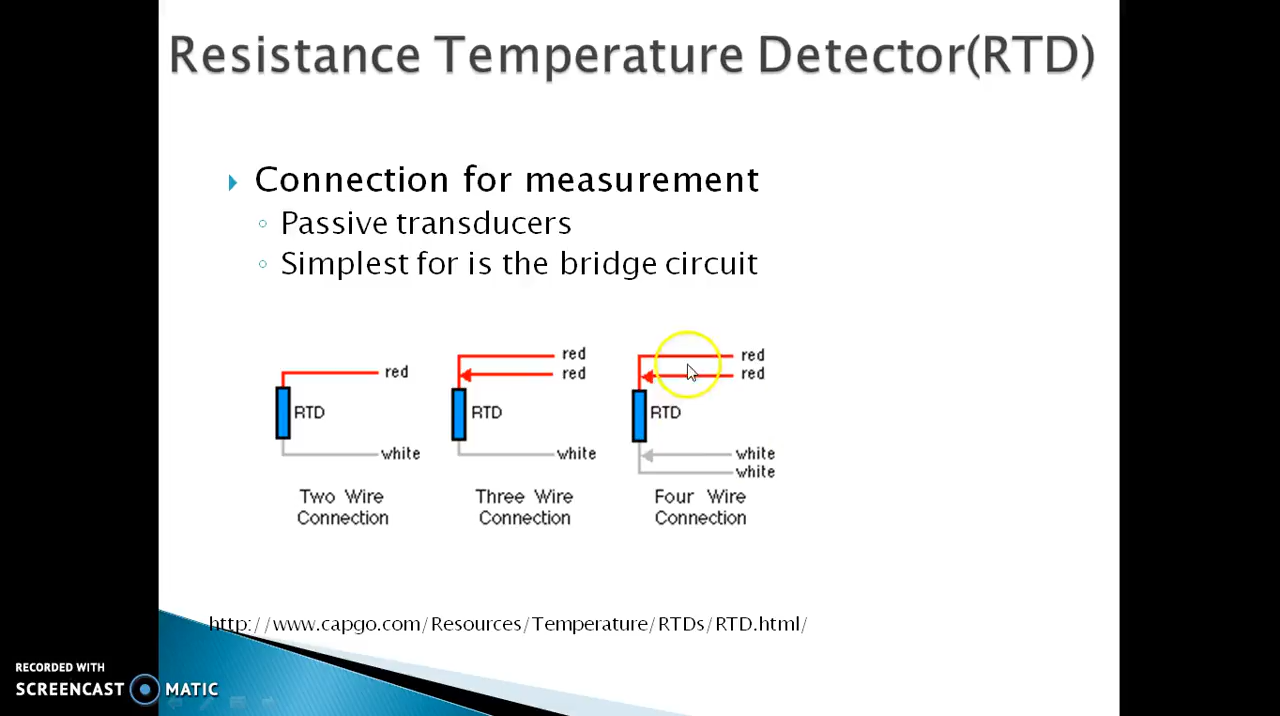 Resistance Temperature Detector(RTD)
Connection for measurement
Passive transducers
Simplest for is the bridge circuit
red
RTD
white
Two Wire
Connection
red
red
RTD
white
Three Wire
Connection
red
red
RTD
white
white
Four Wire
Connection
http://www.capgo.com/Resources/Temperature/RTDs/RTD.html/
RECORDED WITH
SCREENCAST MATIC